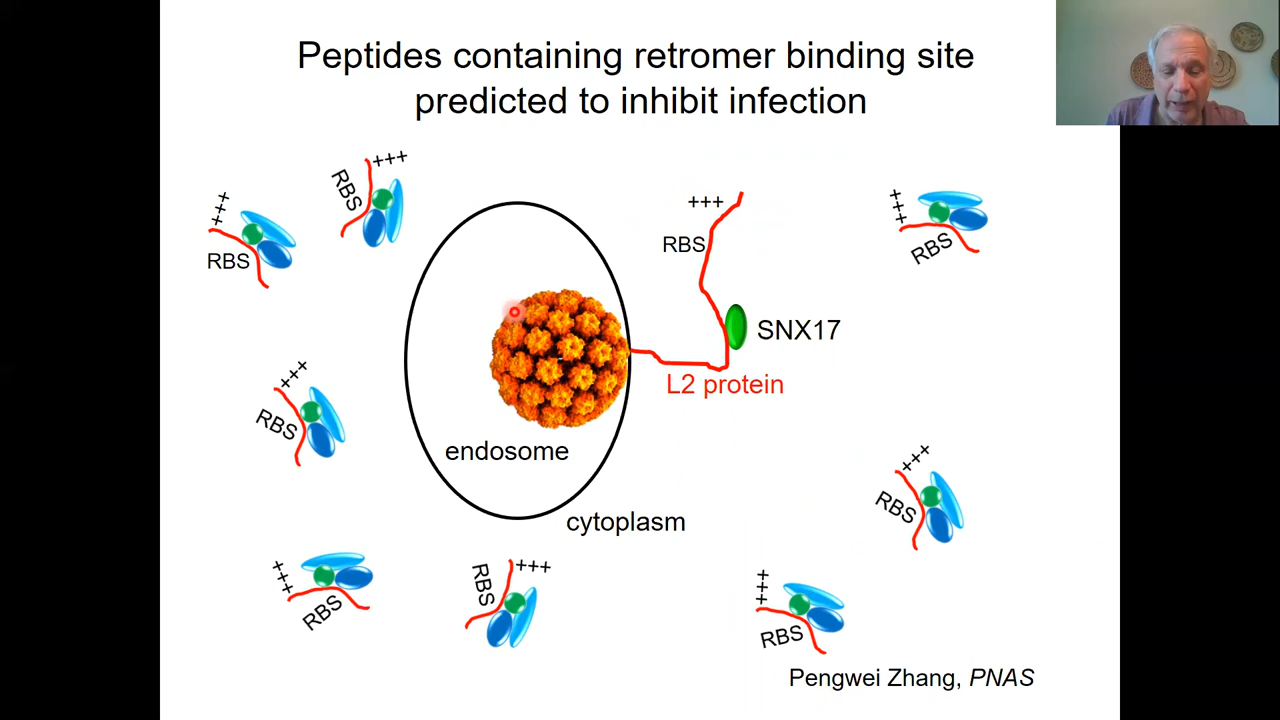 Peptides containing retromer binding site
predicted to inhibit infection
+++
RBS
+++
RBS
+++
RBS
+++
RBS
SNX17
L2 protein
+++
RBS
endosome
cytoplasm
+++
RBS
+++
RBS
+++
RBS
+++
RBS
Pengwei Zhang, PNAS